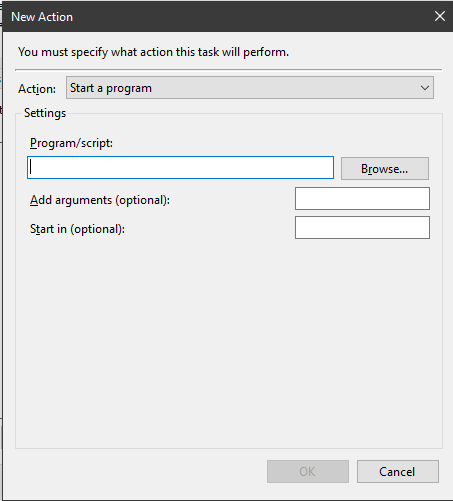 New Action
You must specify what action this task will perform.
Action: Start a program
Settings
Program/script:
Browse...
Add arguments (optional):
Start in (optional):
OK Cancel